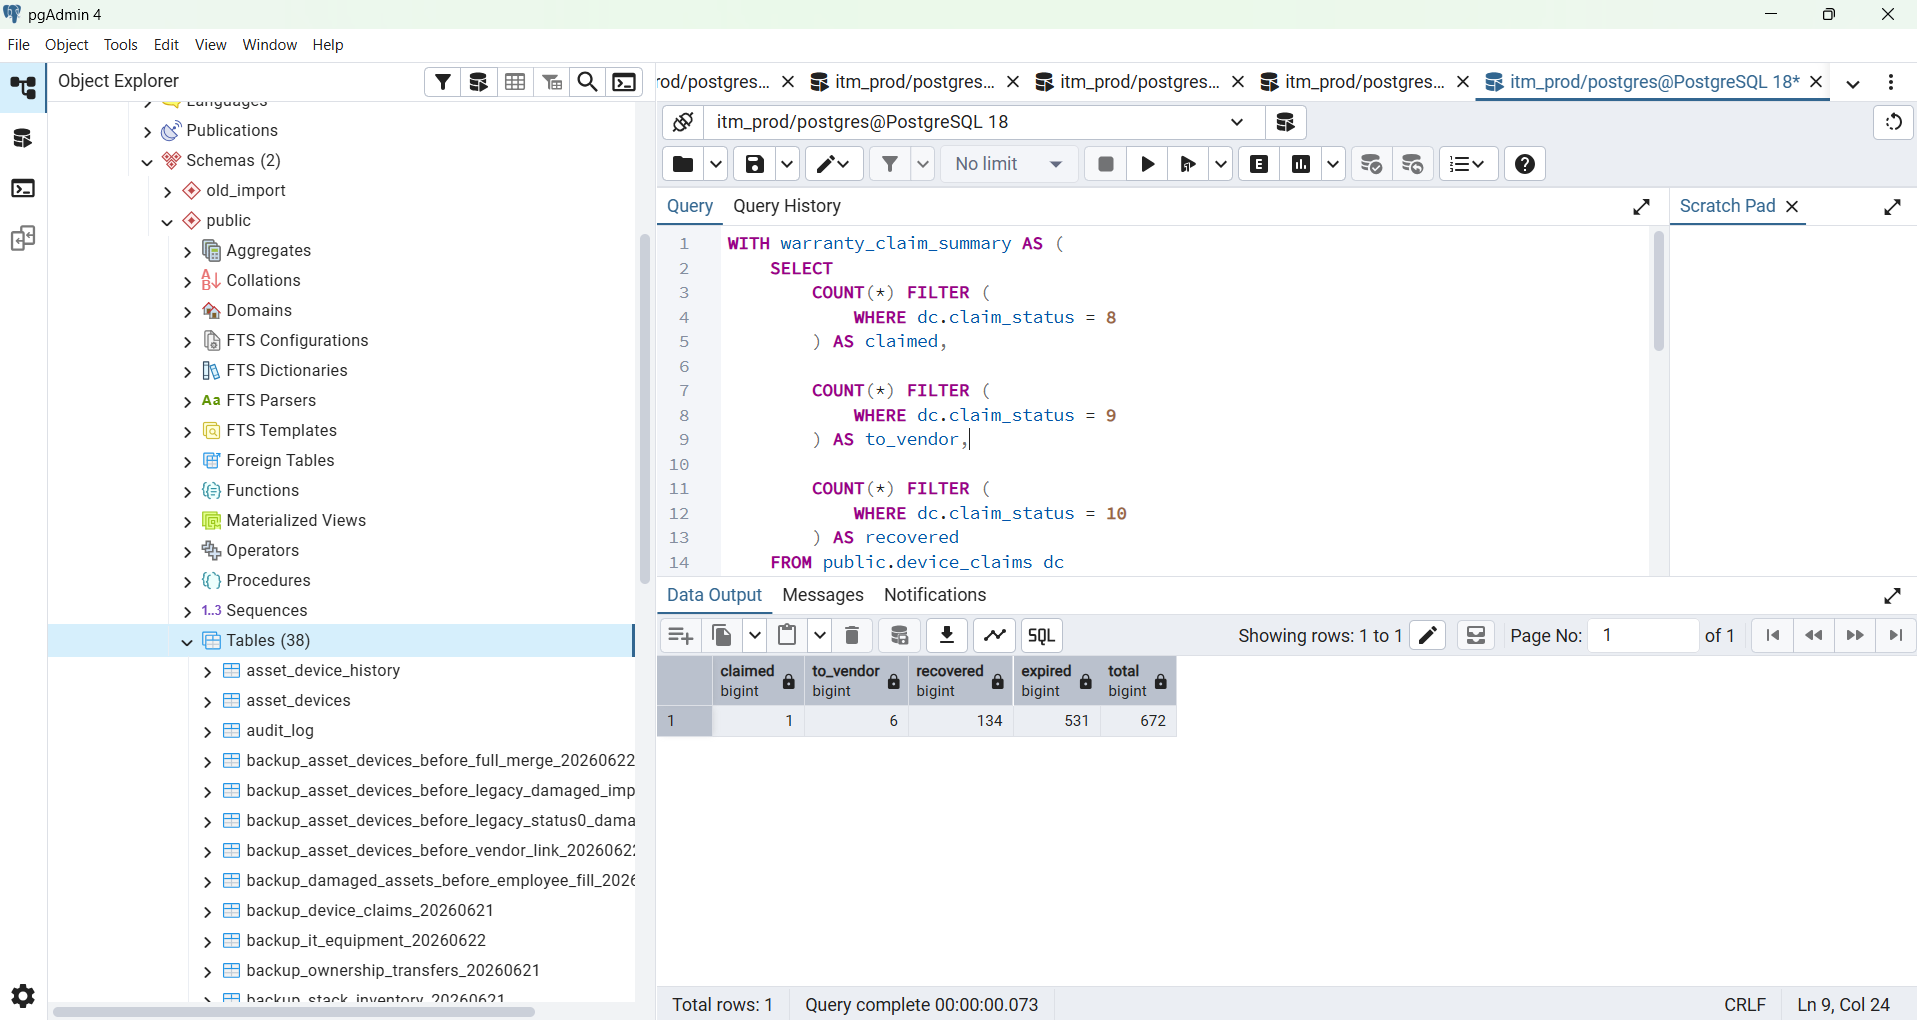 pgAdmin 4
File Object Tools Edit View Window Help
Object Explorer
Languages
Publications
Schemas (2)
old_import
public
Aggregates
Collations
Domains
FTS Configurations
FTS Dictionaries
Aa FTS Parsers
FTS Templates
Foreign Tables
Functions
Materialized Views
Operators
Procedures
1..3 Sequences
Tables (38)
asset_device_history
asset_devices
audit_log
backup_asset_devices_before_full_merge_20260622
backup_asset_devices_before_legacy_damaged_imp
backup_asset_devices_before_legacy_status0_dama
backup_asset_devices_before_vendor_link_2026062
backup_damaged_assets_before_employee_fill_202
backup_device_claims_20260621
backup_it_equipment_20260622
backup_ownership_transfers_20260621
backup_stack_inventory_20260621
rod/postgres... itm_prod/postgres... itm_prod/postgres... itm_prod/postgres... itm_prod/postgres@PostgreSQL 18*
itm_prod/postgres@PostgreSQL 18
No limit
Query Query History
Scratch Pad
1 WITH warranty_claim_summary AS (
2 SELECT
3 COUNT(*) FILTER (
4 WHERE dc.claim_status = 8
5 ) AS claimed,
6
7 COUNT(*) FILTER (
8 WHERE dc.claim_status = 9
9 ) AS to_vendor,
10
11 COUNT(*) FILTER (
12 WHERE dc.claim_status = 10
13 ) AS recovered
14 FROM public.device_claims dc
Data Output Messages Notifications
SQL
Showing rows: 1 to 1
Page No: 1 of 1
claimed to_vendor recovered expired total
bigint bigint bigint bigint bigint
1 1 6 134 531 672
Total rows: 1 Query complete 00:00:00.073 CRLF Ln 9, Col 24